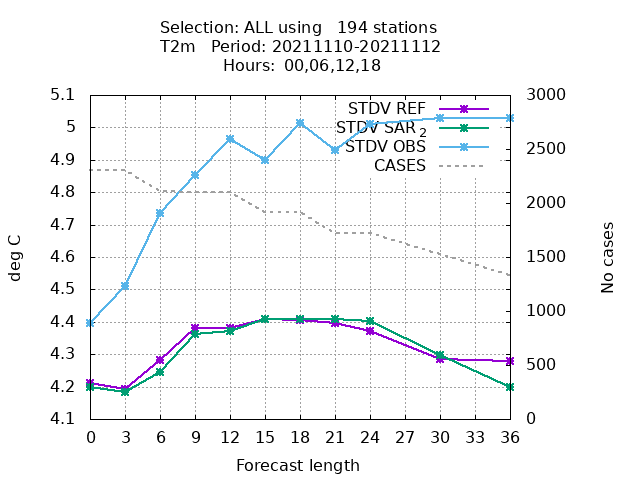 Selection: ALL using   194 stations
T2m   Period: 20211110-20211112
Hours:  00,06,12,18
5.1
5
4.9
4.8
4.7
4.6
4.5
4.4
4.3
4.2
4.1
deg C
STDV REF
STDV SAR 2
STDV OBS
CASES
3000
2500
2000
1500
1000
500
0
No cases
0 3 6 9 12 15 18 21 24 27 30 33 36
Forecast length